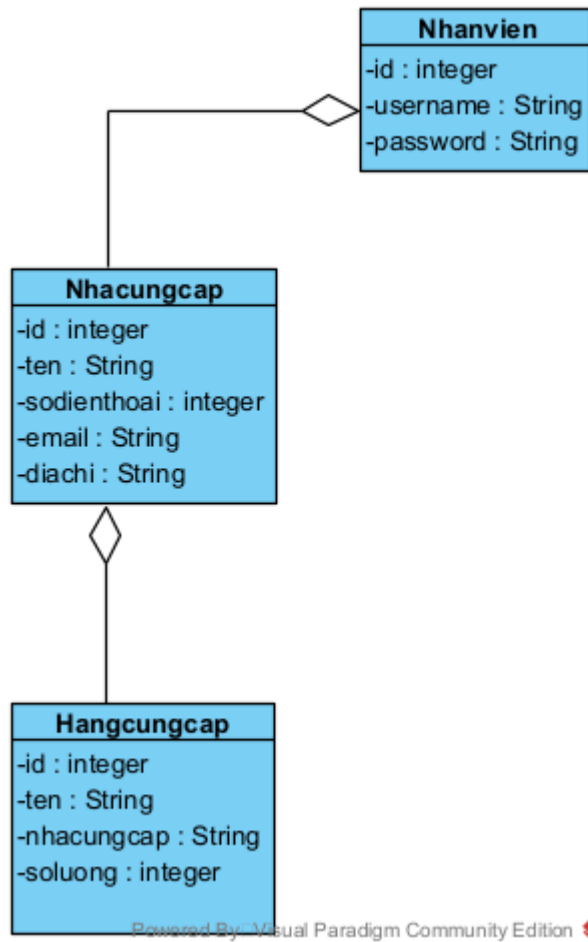 Nhanvien
-id : integer
-username : String
-password : String
Nhacungcap
-id : integer
-ten : String
-sodienthoai : integer
-email : String
-diachi : String
Hangcungcap
-id : integer
-ten : String
-nhacungcap : String
-soluong : integer
Powered By Visual Paradigm Community Edition